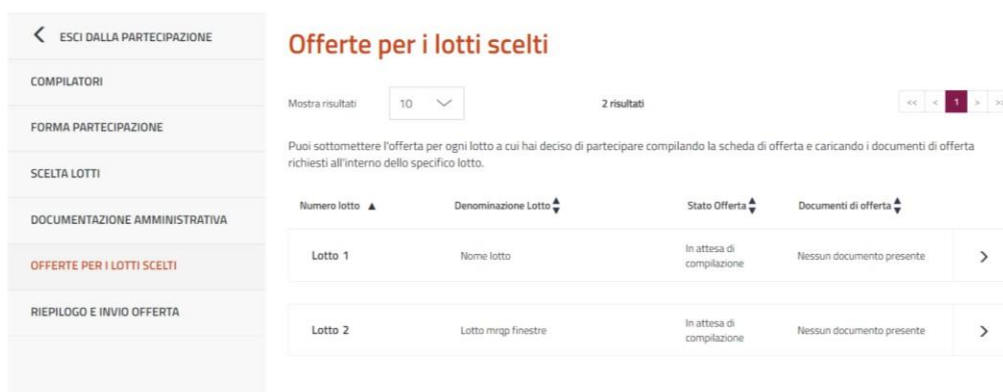 ESCI DALLA PARTECIPAZIONE
COMPILATORI
FORMA PARTECIPAZIONE
SCELTA LOTTI
DOCUMENTAZIONE AMMINISTRATIVA
OFFERTE PER I LOTTI SCELTI
RIEPILOGO E INVIO OFFERTA
Offerte per i lotti scelti
Mostra risultati 10 2 risultati << < 1 > >>
Puoi sottomettere l'offerta per ogni lotto a cui hai deciso di partecipare compilando la scheda di offerta e caricando i documenti di offerta
richiesti all'interno dello specifico lotto.
Numero lotto Denominazione Lotto Stato Offerta Documenti di offerta
Lotto 1 Nome lotto In attesa di compilazione Nessun documento presente
Lotto 2 Lotto mrqp finestre In attesa di compilazione Nessun documento presente